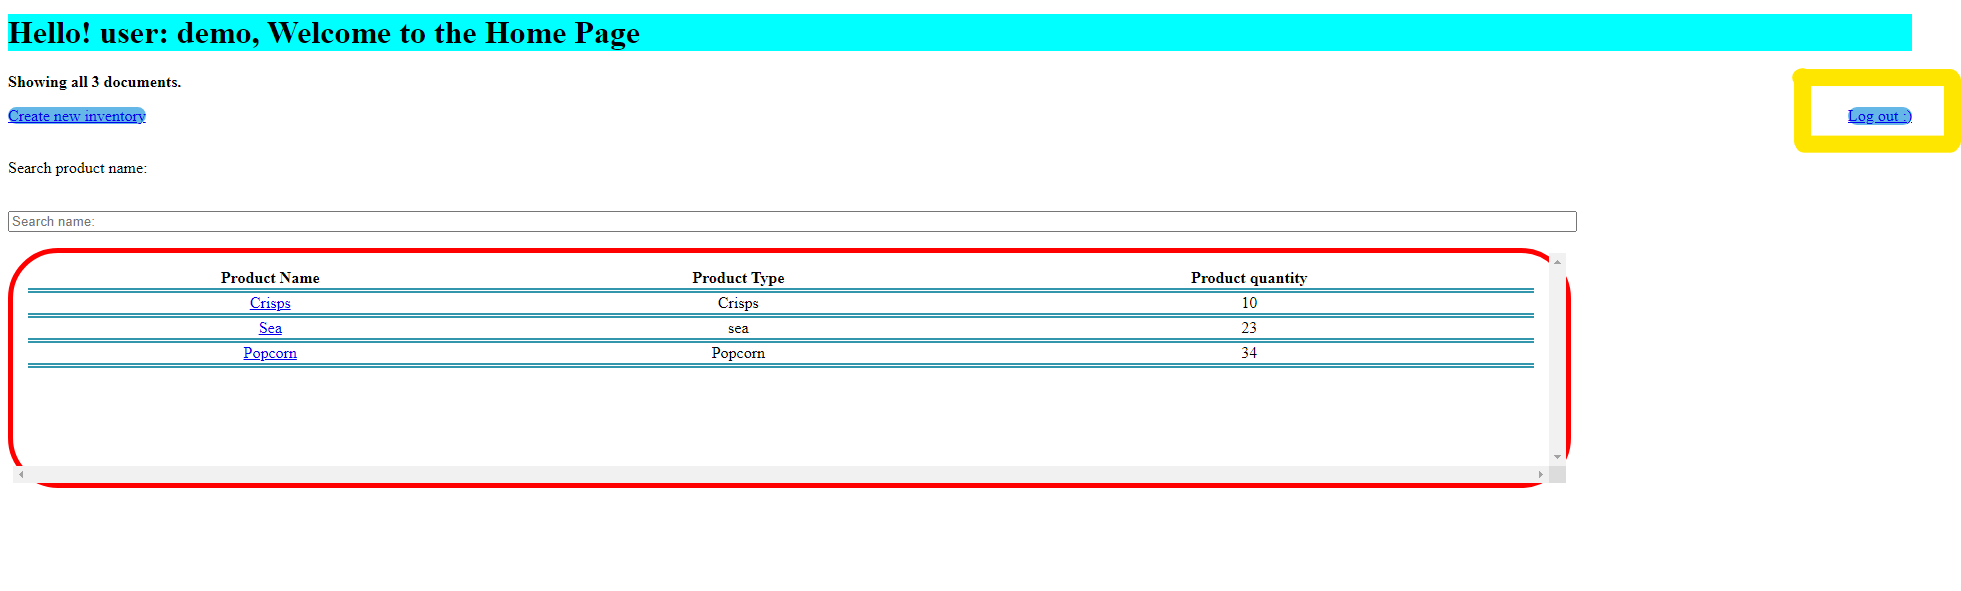 Hello! user: demo, Welcome to the Home Page
Showing all 3 documents.
Create new inventory Log out :)
Search product name:
Search name:
Product Name Product Type Product quantity
Crisps Crisps 10
Sea sea 23
Popcorn Popcorn 34